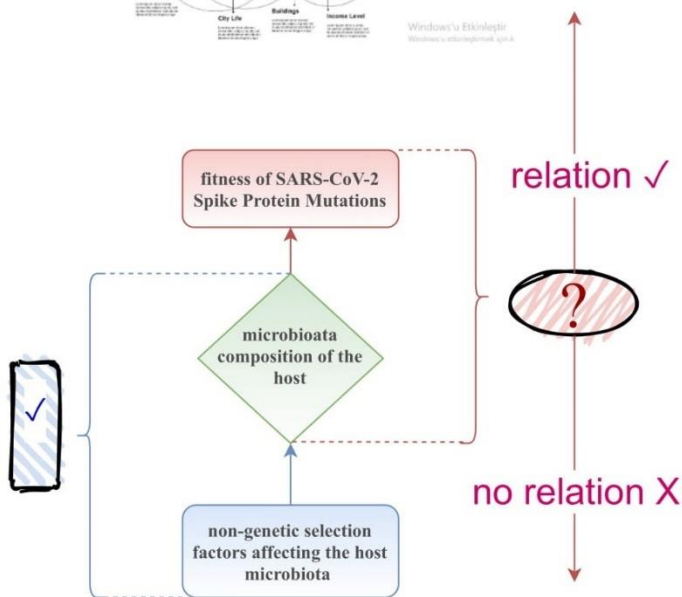 City Life
Buildings
Income Level
Windows'u Etkinleştir
fitness of SARS-CoV-2
Spike Protein Mutations
relation ✓
?
microbioata
composition of the
host
✓
no relation X
non-genetic selection
factors affecting the host
microbiota